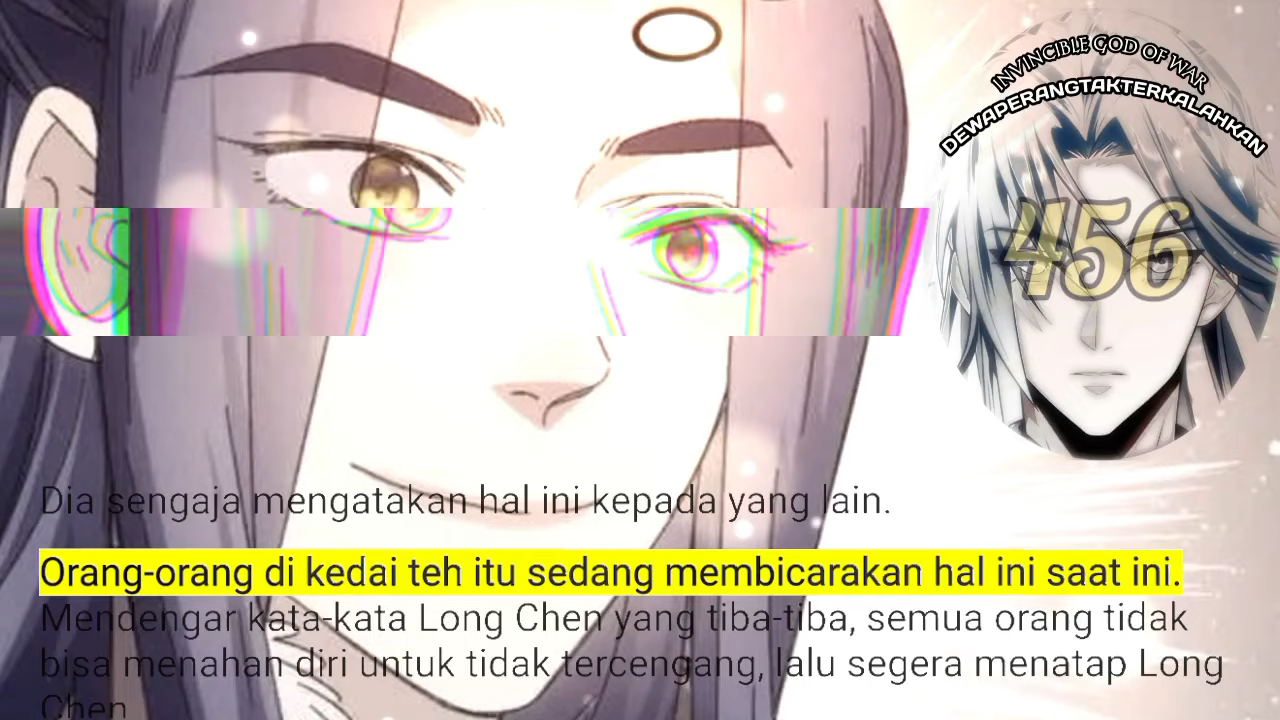 INVINCIBLE GOD OF WAR
DEWAPERANGTAKTERKALAHKAN
456
Dia sengaja mengatakan hal ini kepada yang lain.
Orang-orang di kedai teh itu sedang membicarakan hal ini saat ini.
Mendengar kata-kata Long Chen yang tiba-tiba, semua orang tidak
bisa menahan diri untuk tidak tercengang, lalu segera menatap Long
Chen